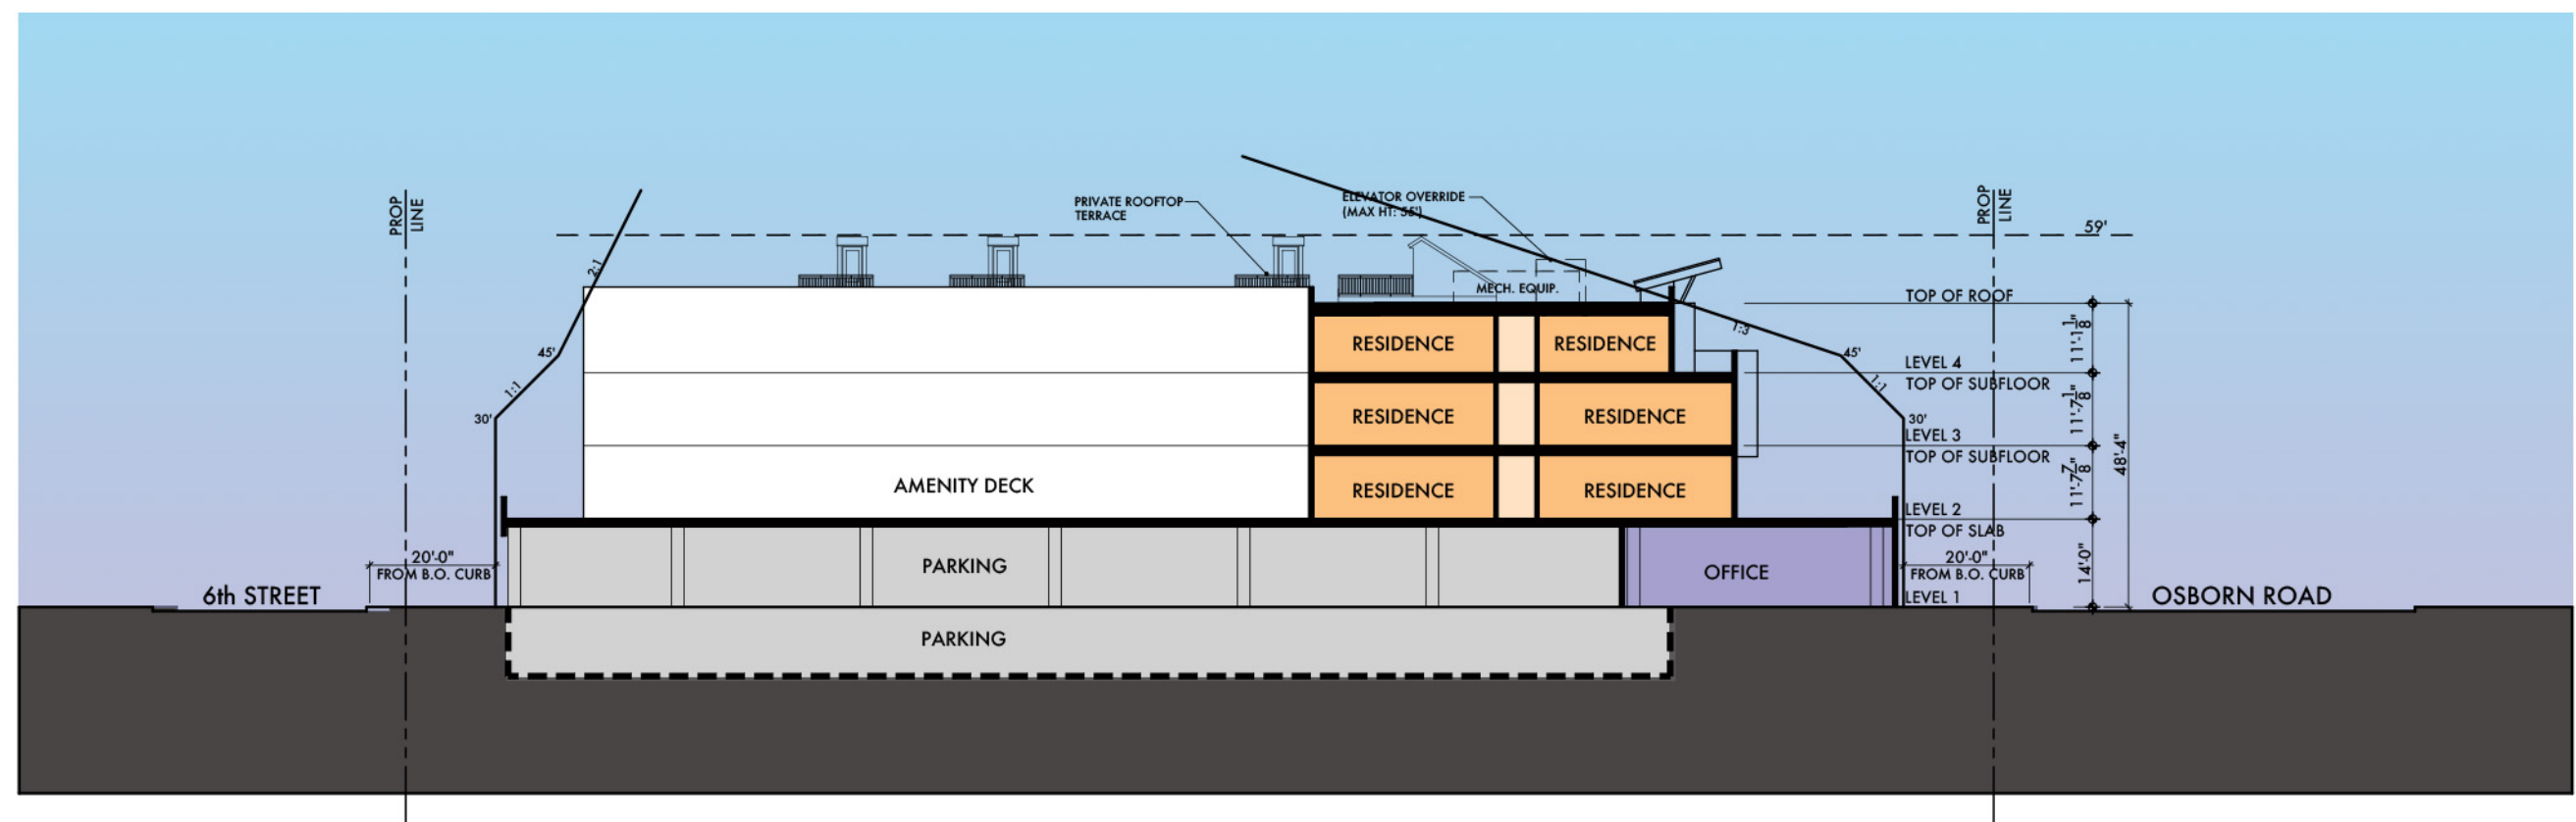 PROP
LINE
PRIVATE ROOFTOP
TERRACE
ELEVATOR OVERRIDE
(MAX HT: 55')
PROP
LINE
59'
2:1
MECH. EQUIP.
TOP OF ROOF
1:3
11'-1 1/8"
RESIDENCE
RESIDENCE
45'
45'
LEVEL 4
TOP OF SUBFLOOR
1:1
1:1
11'-7 1/8"
30'
RESIDENCE
RESIDENCE
30'
LEVEL 3
TOP OF SUBFLOOR
48'-4"
11'-7 7/8"
AMENITY DECK
RESIDENCE
RESIDENCE
LEVEL 2
TOP OF SLAB
20'-0"
FROM B.O. CURB
PARKING
OFFICE
20'-0"
FROM B.O. CURB
14'-0"
6th STREET
LEVEL 1
OSBORN ROAD
PARKING